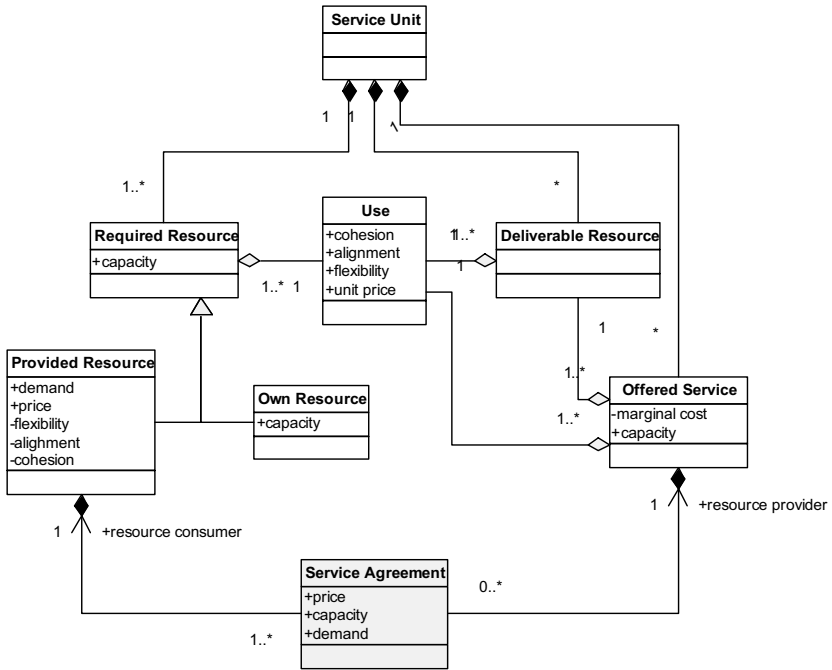 Service Unit
1
1
1
1..*
*
Use
+cohesion
+alignment
+flexibility
+unit price
Required Resource
+capacity
Deliverable Resource
1..*
1
1
1..*
1
1
*
Provided Resource
+demand
+price
-flexibility
-alighment
-cohesion
Own Resource
+capacity
1..*
1..*
Offered Service
-marginal cost
+capacity
1
+resource consumer
1
+resource provider
Service Agreement
+price
+capacity
+demand
0..*
1..*